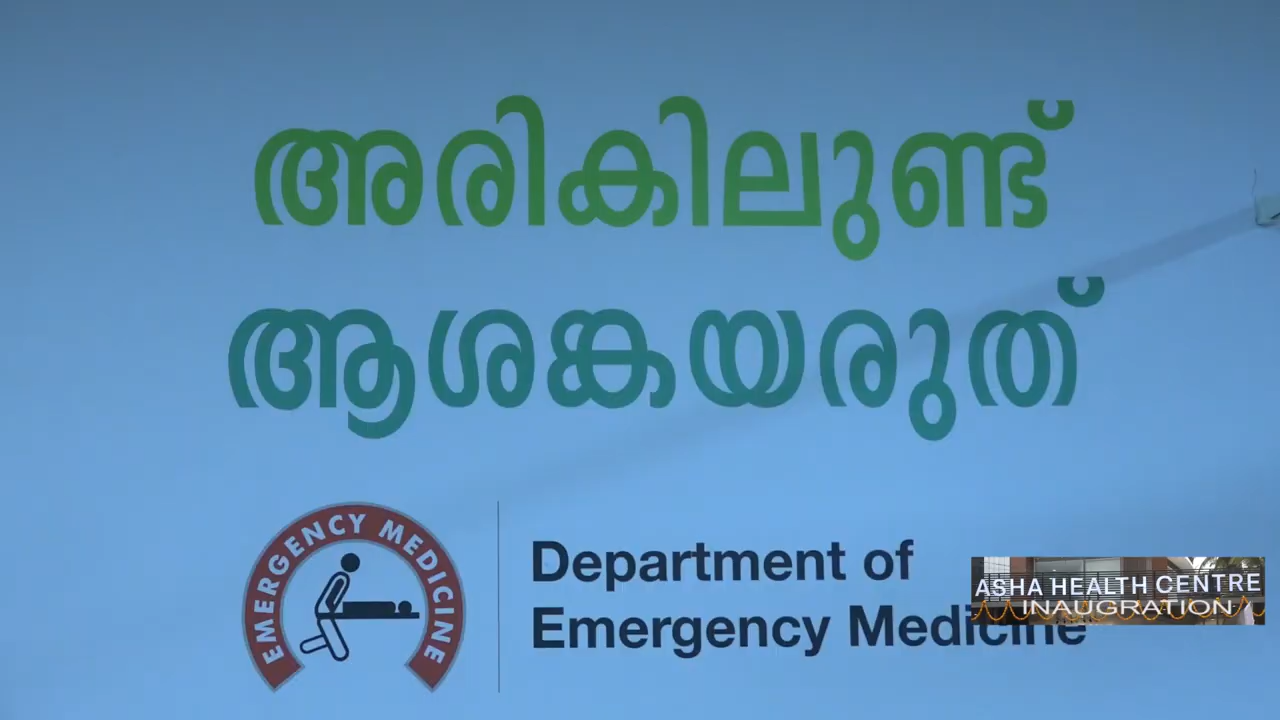 അരികിലുണ്ട്
ആശങ്കയരുത്
EMERGENCY MEDICINE
Department of
Emergency Medicine
ASHA HEALTH CENTRE
INAUGRATION